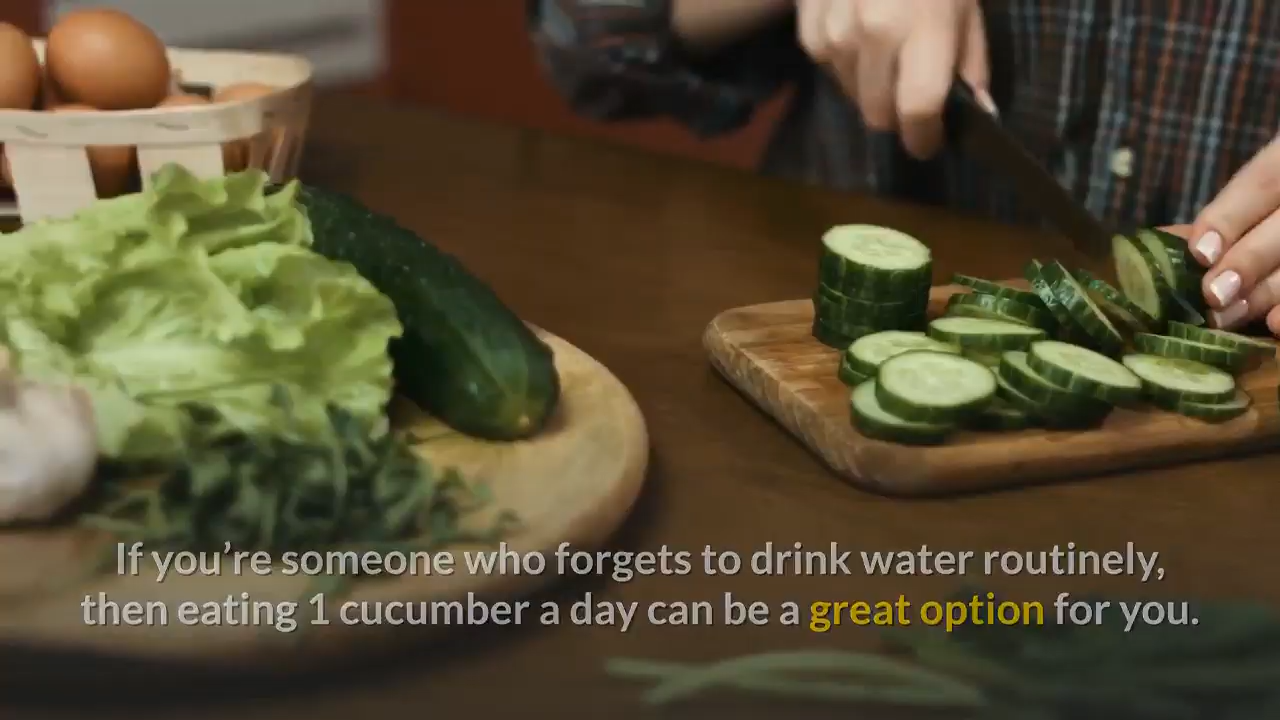 If you’re someone who forgets to drink water routinely,
then eating 1 cucumber a day can be a great option for you.